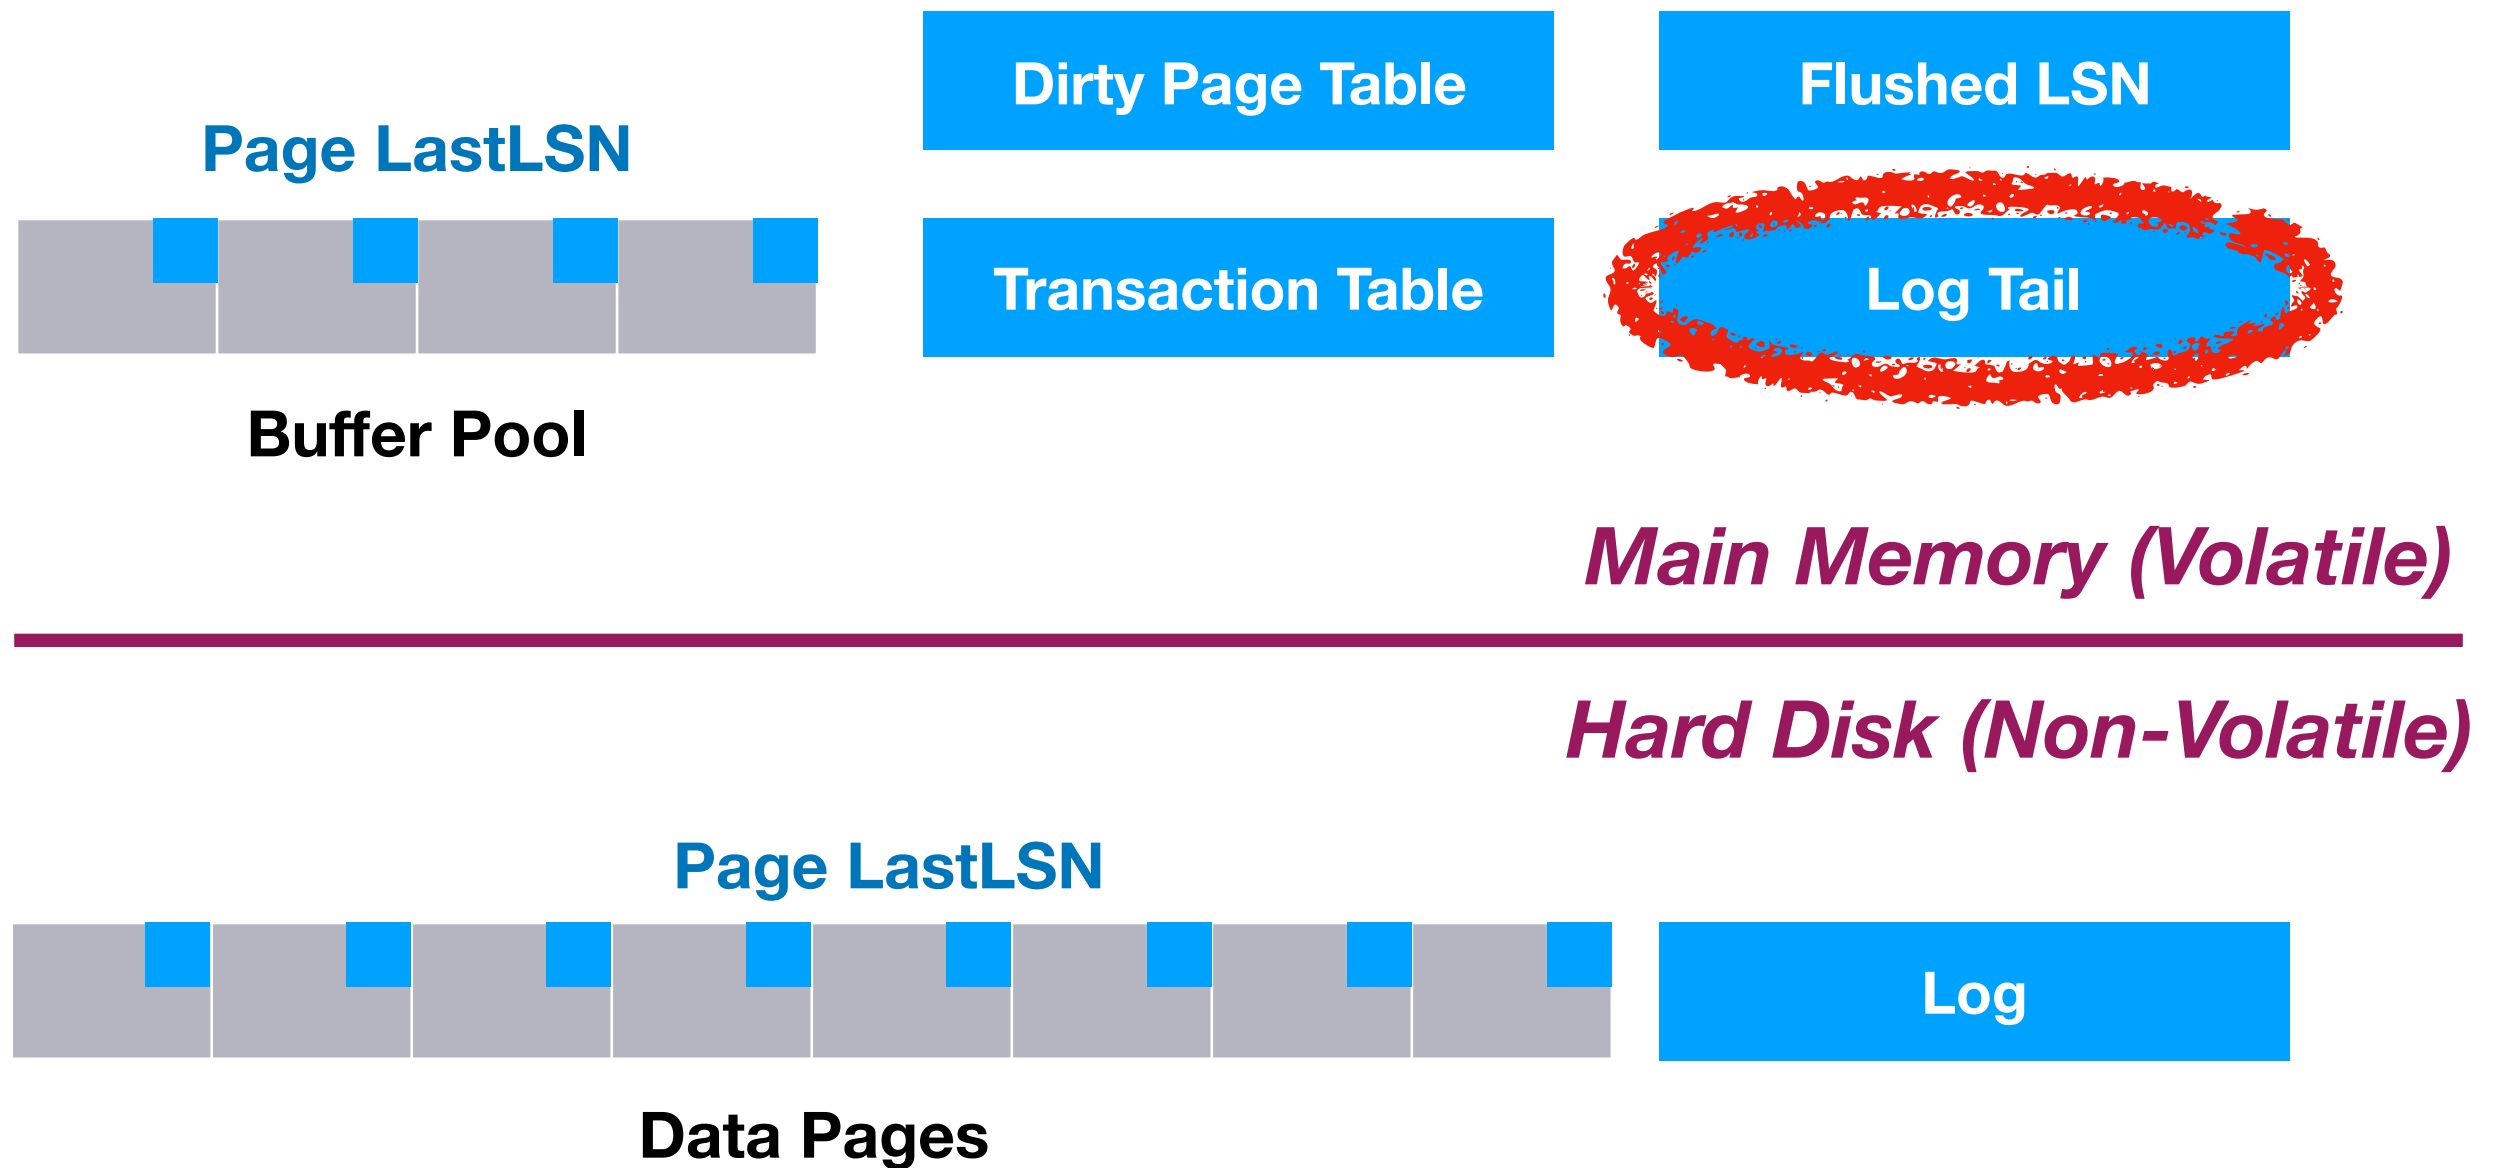 Dirty Page Table
Flushed LSN
Page LastLSN
Transaction Table
Log Tail
Buffer Pool
Main Memory (Volatile)
Hard Disk (Non-Volatile)
Page LastLSN
Log
Data Pages